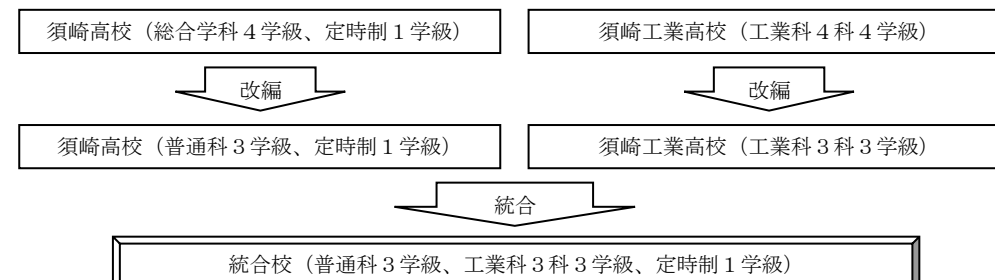 須崎高校（総合学科４学級、定時制１学級）
須崎工業高校（工業科４科４学級）
改編
改編
須崎高校（普通科３学級、定時制１学級）
須崎工業高校（工業科３科３学級）
統合
統合校（普通科３学級、工業科３科３学級、定時制１学級）